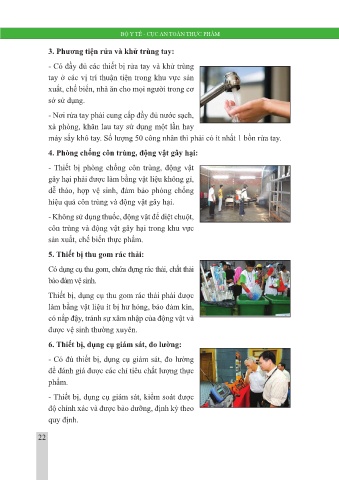 BỘ Y TẾ - CỤC AN TOÀN THỰC PHẨM
3. Phương tiện rửa và khử trùng tay:
- Có đầy đủ các thiết bị rửa tay và khử trùng
tay ở các vị trí thuận tiện trong khu vực sản
xuất, chế biến, nhà ăn cho mọi người trong cơ
sở sử dụng.
- Nơi rửa tay phải cung cấp đầy đủ nước sạch,
xà phòng, khăn lau tay sử dụng một lần hay
máy sấy khô tay. Số lượng 50 công nhân thì phải có ít nhất 1 bồn rửa tay.
4. Phòng chống côn trùng, động vật gây hại:
- Thiết bị phòng chống côn trùng, động vật
gây hại phải được làm bằng vật liệu không gỉ,
dễ tháo, hợp vệ sinh, đảm bảo phòng chống
hiệu quả côn trùng và động vật gây hại.
- Không sử dụng thuốc, động vật để diệt chuột,
côn trùng và động vật gây hại trong khu vực
sản xuất, chế biến thực phẩm.
5. Thiết bị thu gom rác thải:
Có dụng cụ thu gom, chứa đựng rác thải, chất thải
bảo đảm vệ sinh.
Thiết bị, dụng cụ thu gom rác thải phải được
làm bằng vật liệu ít bị hư hỏng, bảo đảm kín,
có nắp đậy, tránh sự xâm nhập của động vật và
được vệ sinh thường xuyên.
6. Thiết bị, dụng cụ giám sát, đo lường:
- Có đủ thiết bị, dụng cụ giám sát, đo lường
để đánh giá được các chỉ tiêu chất lượng thực
phẩm.
- Thiết bị, dụng cụ giám sát, kiểm soát được
độ chính xác và được bảo dưỡng, định kỳ theo
quy định.
22